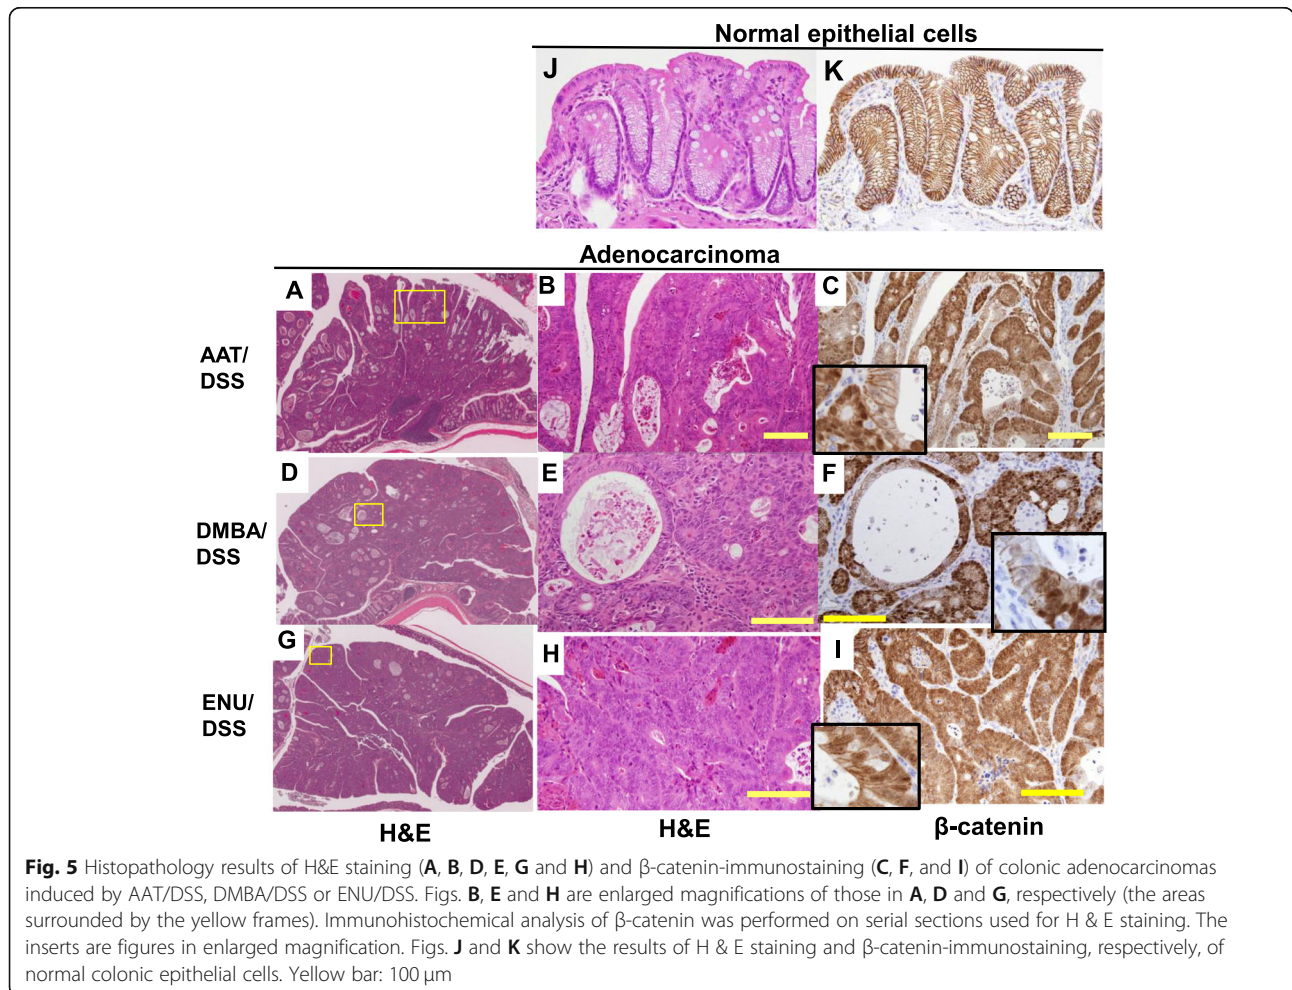 Normal epithelial cells
J
K
Adenocarcinoma
A
B
C
AAT/
DSS
D
E
F
DMBA/
DSS
G
H
I
ENU/
DSS
H&E
H&E
β-catenin
Fig. 5 Histopathology results of H&E staining (A, B, D, E, G and H) and β-catenin-immunostaining (C, F, and I) of colonic adenocarcinomas
induced by AAT/DSS, DMBA/DSS or ENU/DSS. Figs. B, E and H are enlarged magnifications of those in A, D and G, respectively (the areas
surrounded by the yellow frames). Immunohistochemical analysis of β-catenin was performed on serial sections used for H & E staining. The
inserts are figures in enlarged magnification. Figs. J and K show the results of H & E staining and β-catenin-immunostaining, respectively, of
normal colonic epithelial cells. Yellow bar: 100 μm